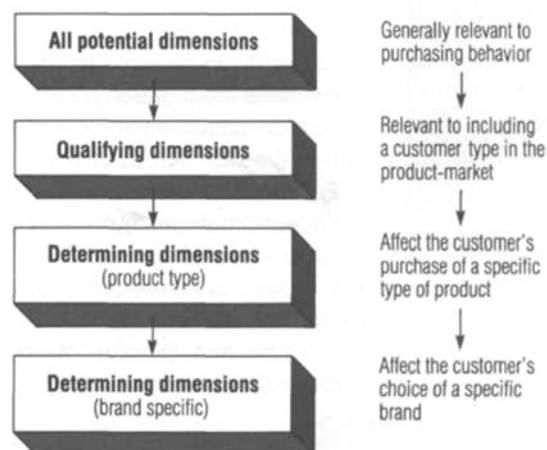 All potential dimensions
Generally relevant to
purchasing behavior
Qualifying dimensions
Relevant to including
a customer type in the
product-market
Determining dimensions
(product type)
Affect the customer's
purchase of a specific
type of product
Determining dimensions
(brand specific)
Affect the customer's
choice of a specific
brand